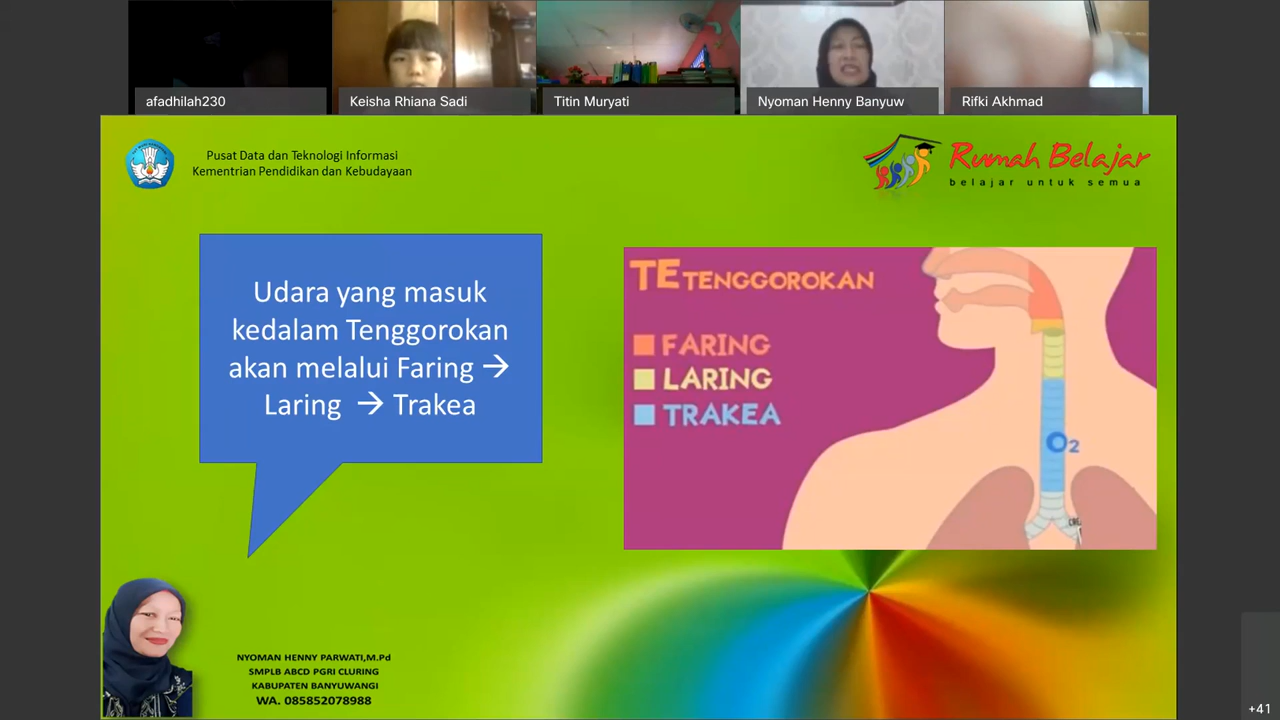 afadhilah230
Keisha Rhiana Sadi
Titin Muryati
Nyoman Henny Banyuw
Rifki Akhmad
Pusat Data dan Teknologi Informasi
Kementrian Pendidikan dan Kebudayaan
Rumah Belajar
belajar untuk semua
Udara yang masuk
kedalam Tenggorokan
akan melalui Faring →
Laring → Trakea
TETENGGOROKAN
FARING
LARING
TRAKEA
O2
NYOMAN HENNY PARWATI,M.Pd
SMPLB ABCD PGRI CLURING
KABUPATEN BANYUWANGI
WA. 085852078988
+41